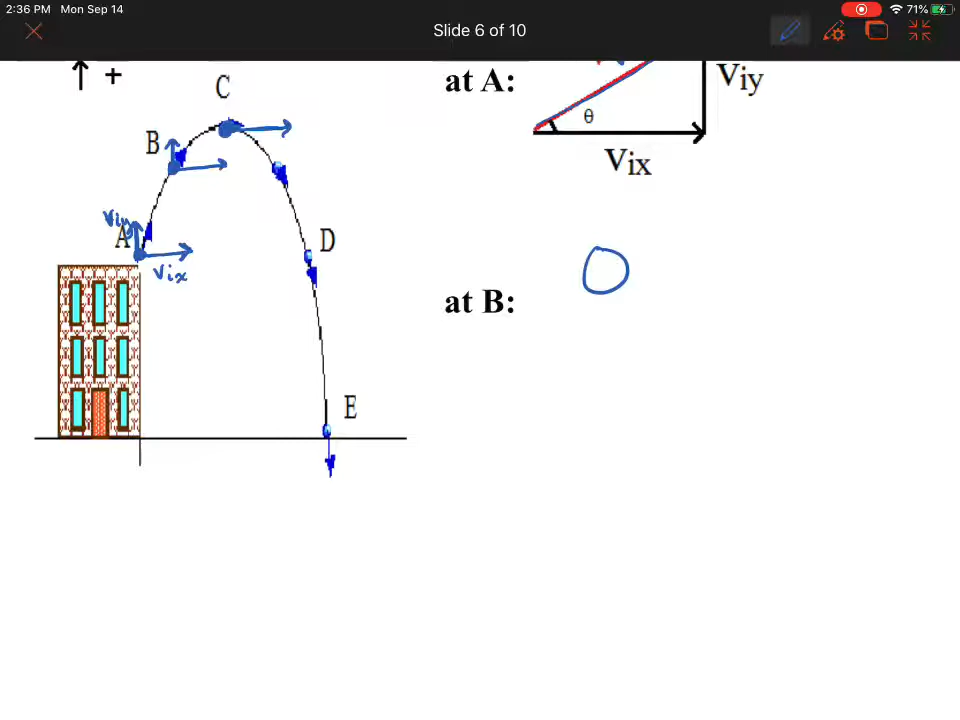 2:36 PM Mon Sep 14
71%
Slide 6 of 10
+
C
B
Viy
A
Vix
D
E
at A:
θ
Viy
Vix
at B: